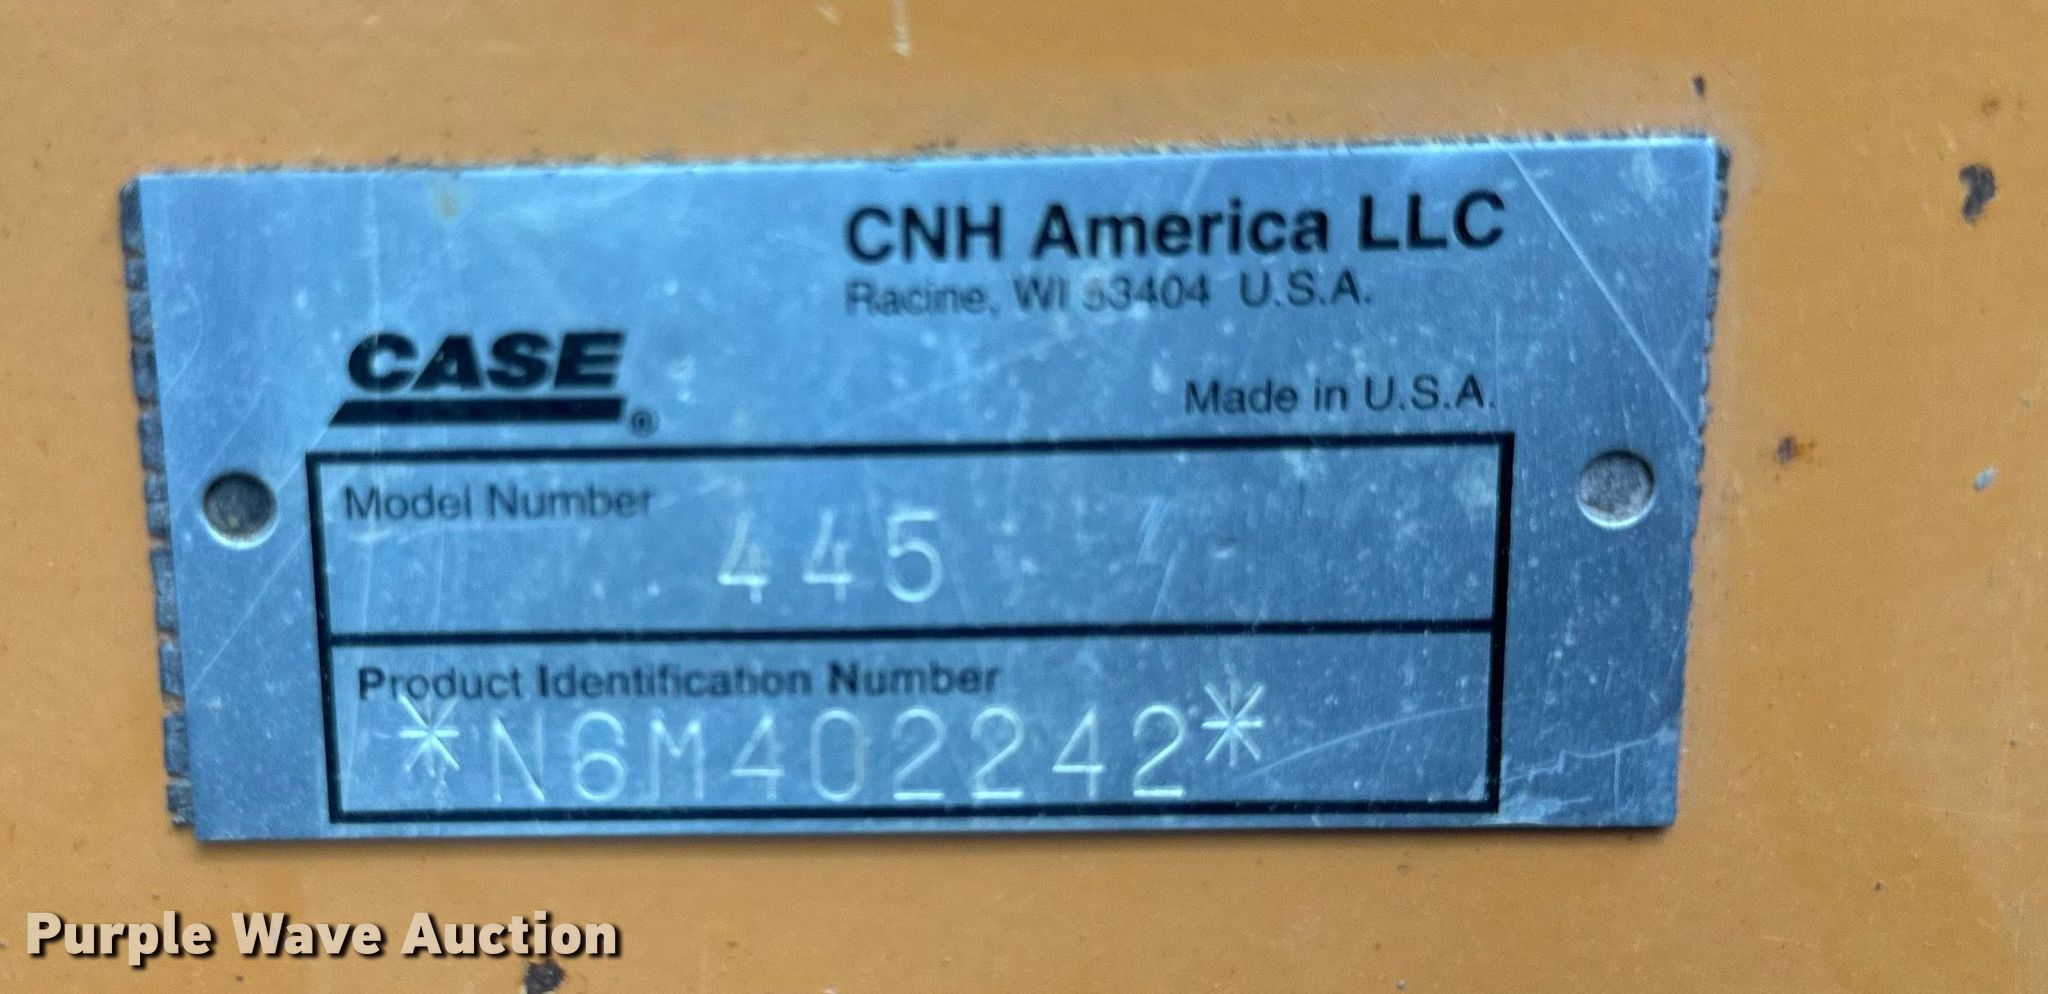 CNH America LLC
Racine, WI 53404 U.S.A.
CASE®
Made in U.S.A.
Model Number
445
Product Identification Number
*N6M402242*
Purple Wave Auction